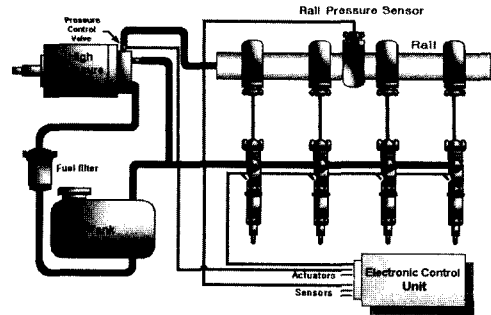 Rail Pressure Sensor
Pressure
Control
Valve
Rail
Fuel filter
Actuators
Sensors
Electronic Control
Unit